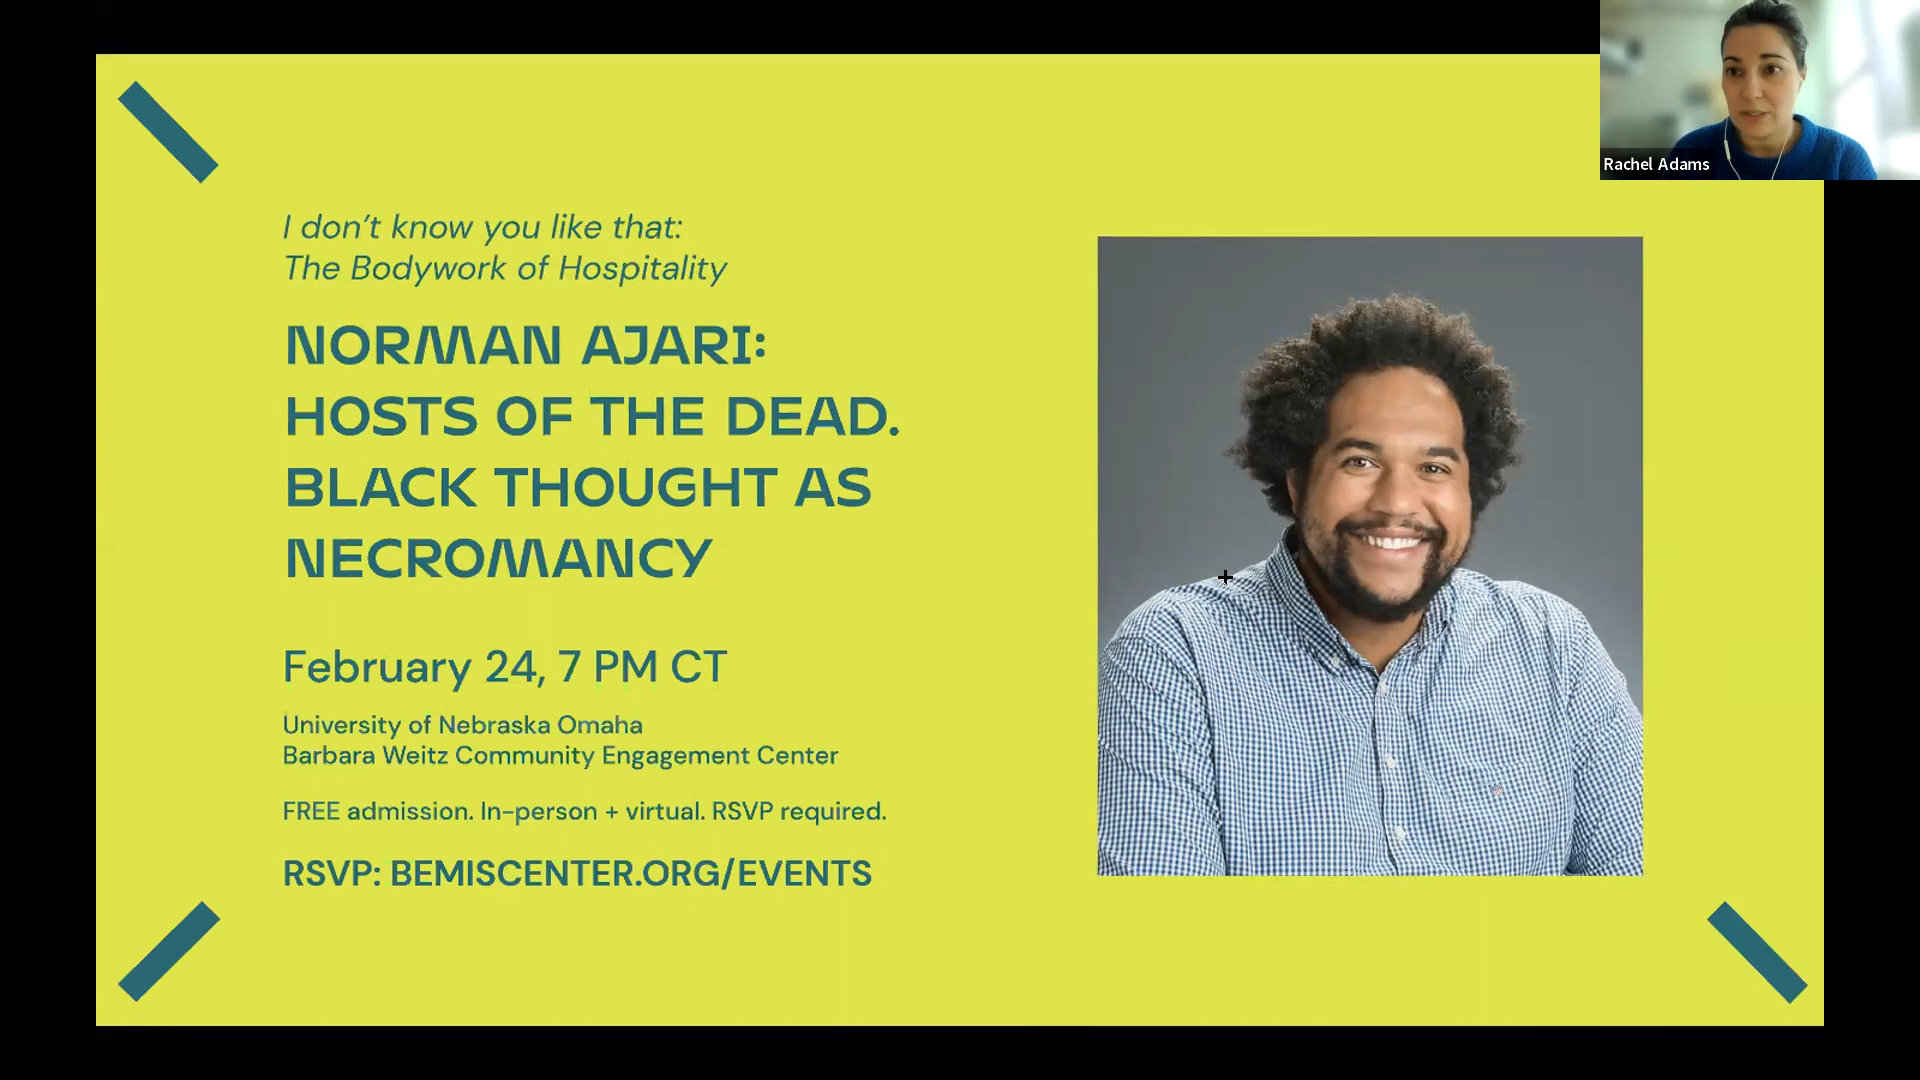 I don't know you like that:
The Bodywork of Hospitality
NORMAN AJARI:
HOSTS OF THE DEAD.
BLACK THOUGHT AS
NECROMANCY
February 24, 7 PM CT
University of Nebraska Omaha
Barbara Weitz Community Engagement Center
FREE admission. In-person + virtual. RSVP required.
RSVP: BEMISCENTER.ORG/EVENTS
Rachel Adams